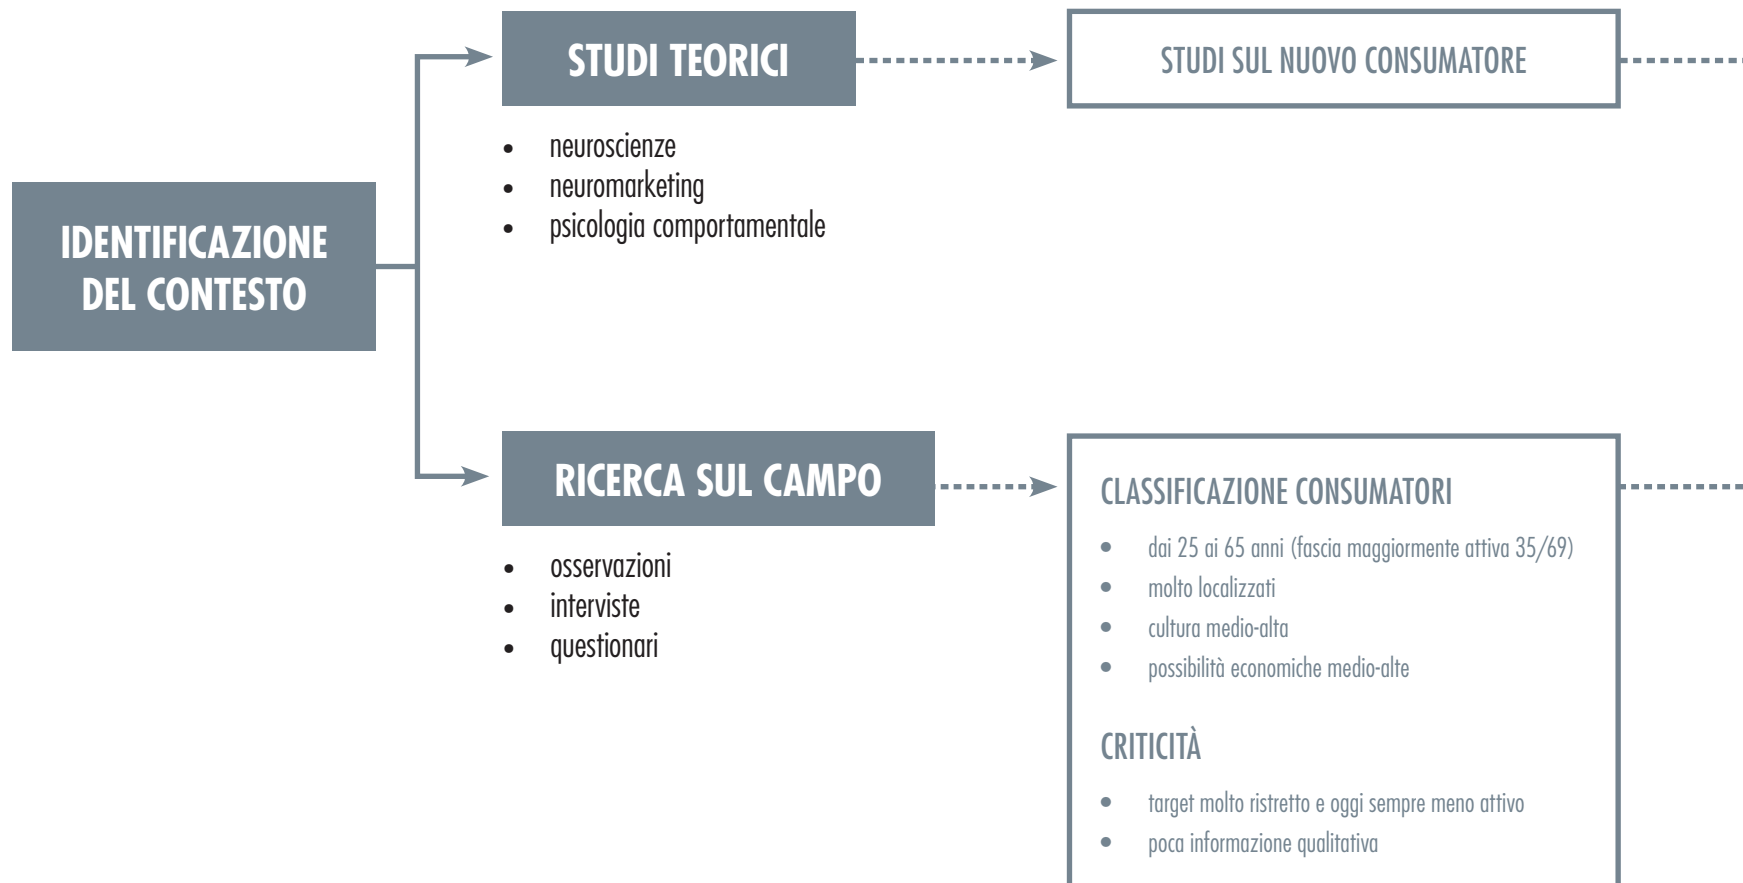 IDENTIFICAZIONE
DEL CONTESTO
STUDI TEORICI
• neuroscienze
• neuromarketing
• psicologia comportamentale
STUDI SUL NUOVO CONSUMATORE
RICERCA SUL CAMPO
• osservazioni
• interviste
• questionari
CLASSIFICAZIONE CONSUMATORI
• dai 25 ai 65 anni (fascia maggiormente attiva 35/69)
• molto localizzati
• cultura medio-alta
• possibilità economiche medio-alte
CRITICITÀ
• target molto ristretto e oggi sempre meno attivo
• poca informazione qualitativa